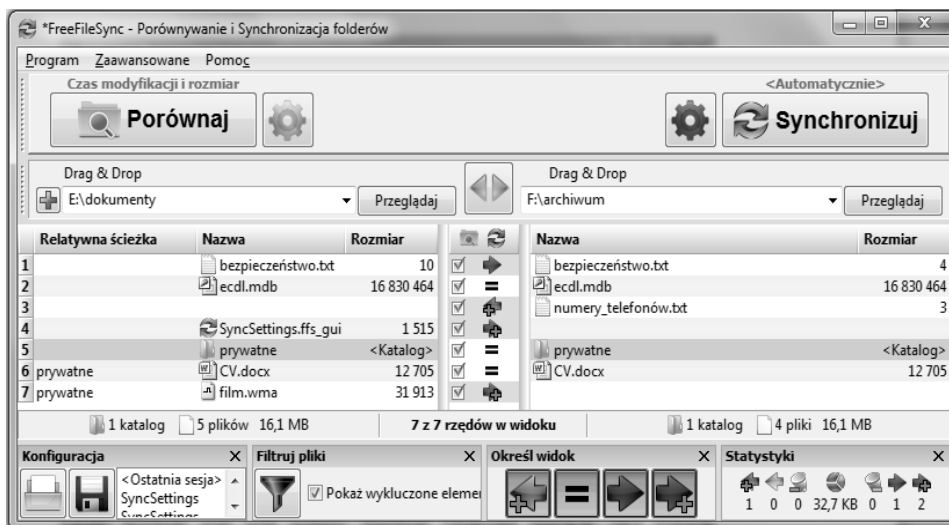 *FreeFileSync - Porównywanie i Synchronizacja folderów
Program Zaawansowane Pomoc
Czas modyfikacji i rozmiar <Automatycznie>
Porównaj Synchronizuj
Drag & Drop Drag & Drop
E:\dokumenty Przeglądaj F:\archiwum Przeglądaj
Relatywna ścieżka Nazwa Rozmiar Nazwa Rozmiar
1 bezpieczeństwo.txt 10 bezpieczeństwo.txt 4
2 ecdl.mdb 16 830 464 = ecdl.mdb 16 830 464
3 numery_telefonów.txt 3
4 SyncSettings.ffs_gui 1 515
5 prywatne <Katalog> = prywatne <Katalog>
6 prywatne CV.docx 12 705 = CV.docx 12 705
7 prywatne film.wma 31 913
1 katalog 5 plików 16,1 MB 7 z 7 rzędów w widoku 1 katalog 4 pliki 16,1 MB
Konfiguracja X Filtruj pliki X Określ widok X Statystyki X
<Ostatnia sesja>
SyncSettings
SyncSettings
Pokaż wykluczone eleme
1 0 0 32,7 KB 0 1 2